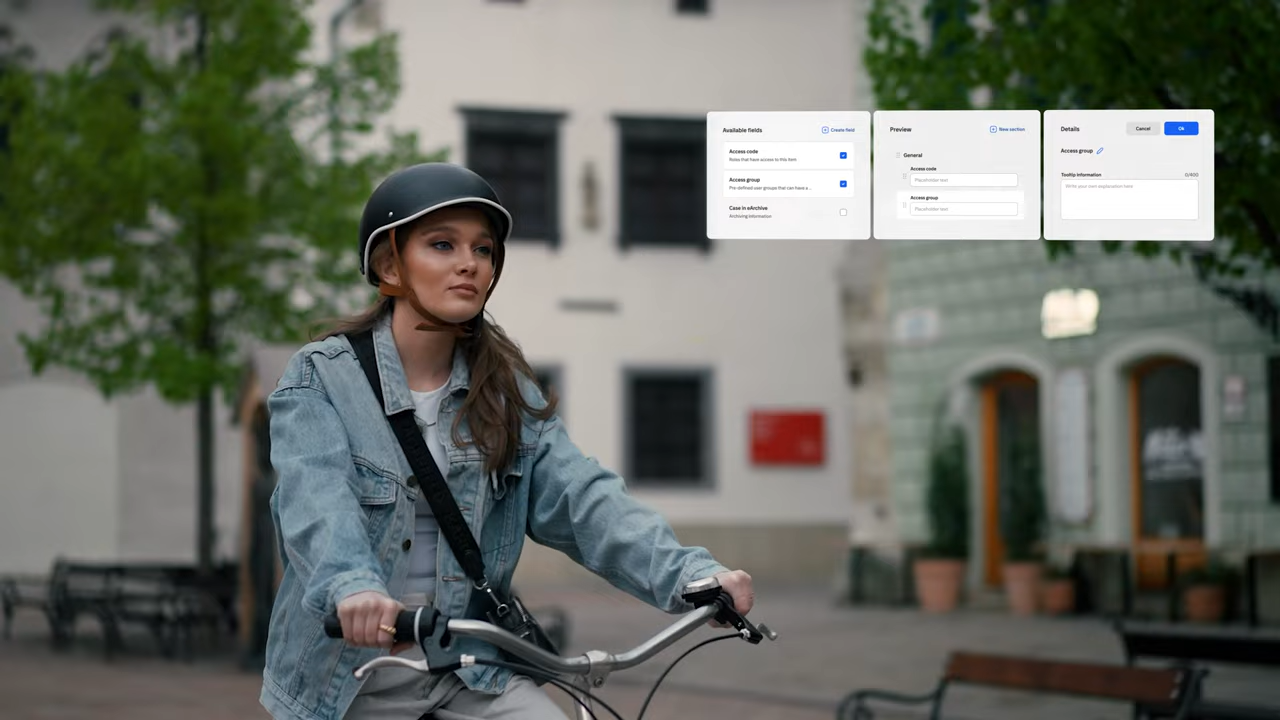 Available fields
Create field
Access code
Roles that have access to this item
Access group
Pre-defined user groups that can have a ...
Case in eArchive
Archiving information
Preview
New section
General
Access code
Placeholder text
Access group
Placeholder text
Details
Cancel
Ok
Access group
Tooltip information
0/400
Write your own explanation here